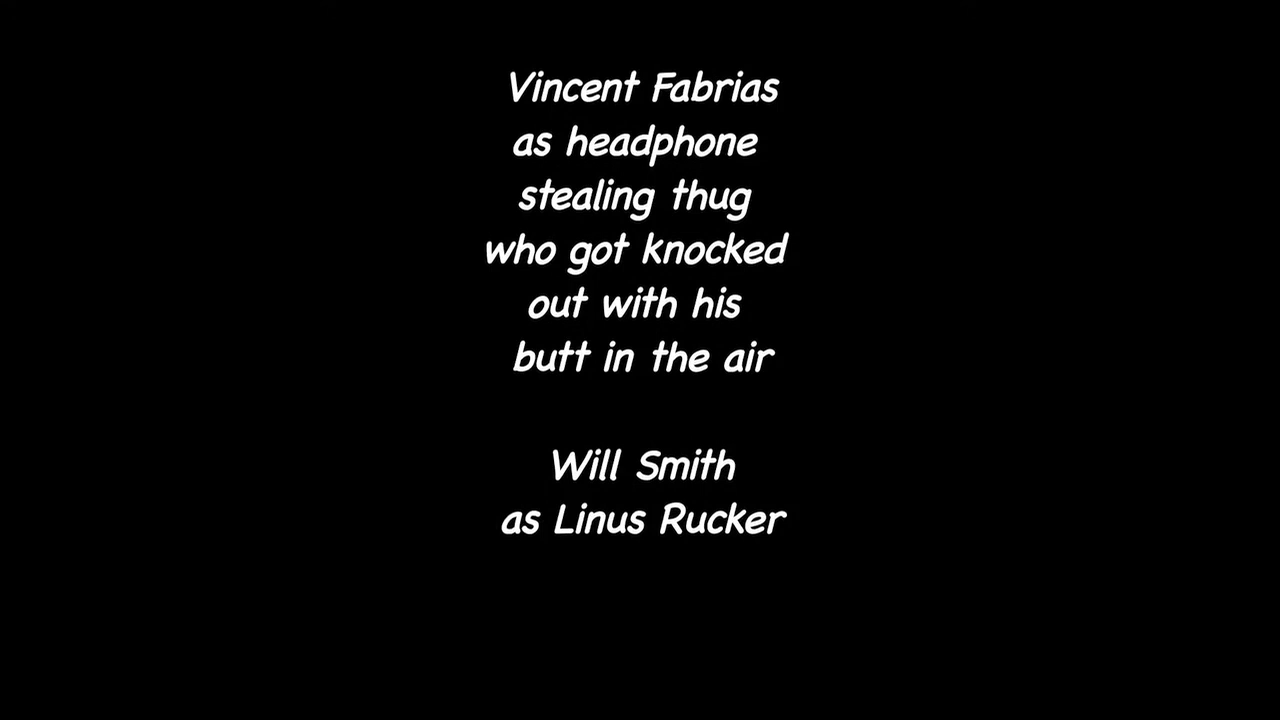 Vincent Fabrias
as headphone
stealing thug
who got knocked
out with his
butt in the air
Will Smith
as Linus Rucker